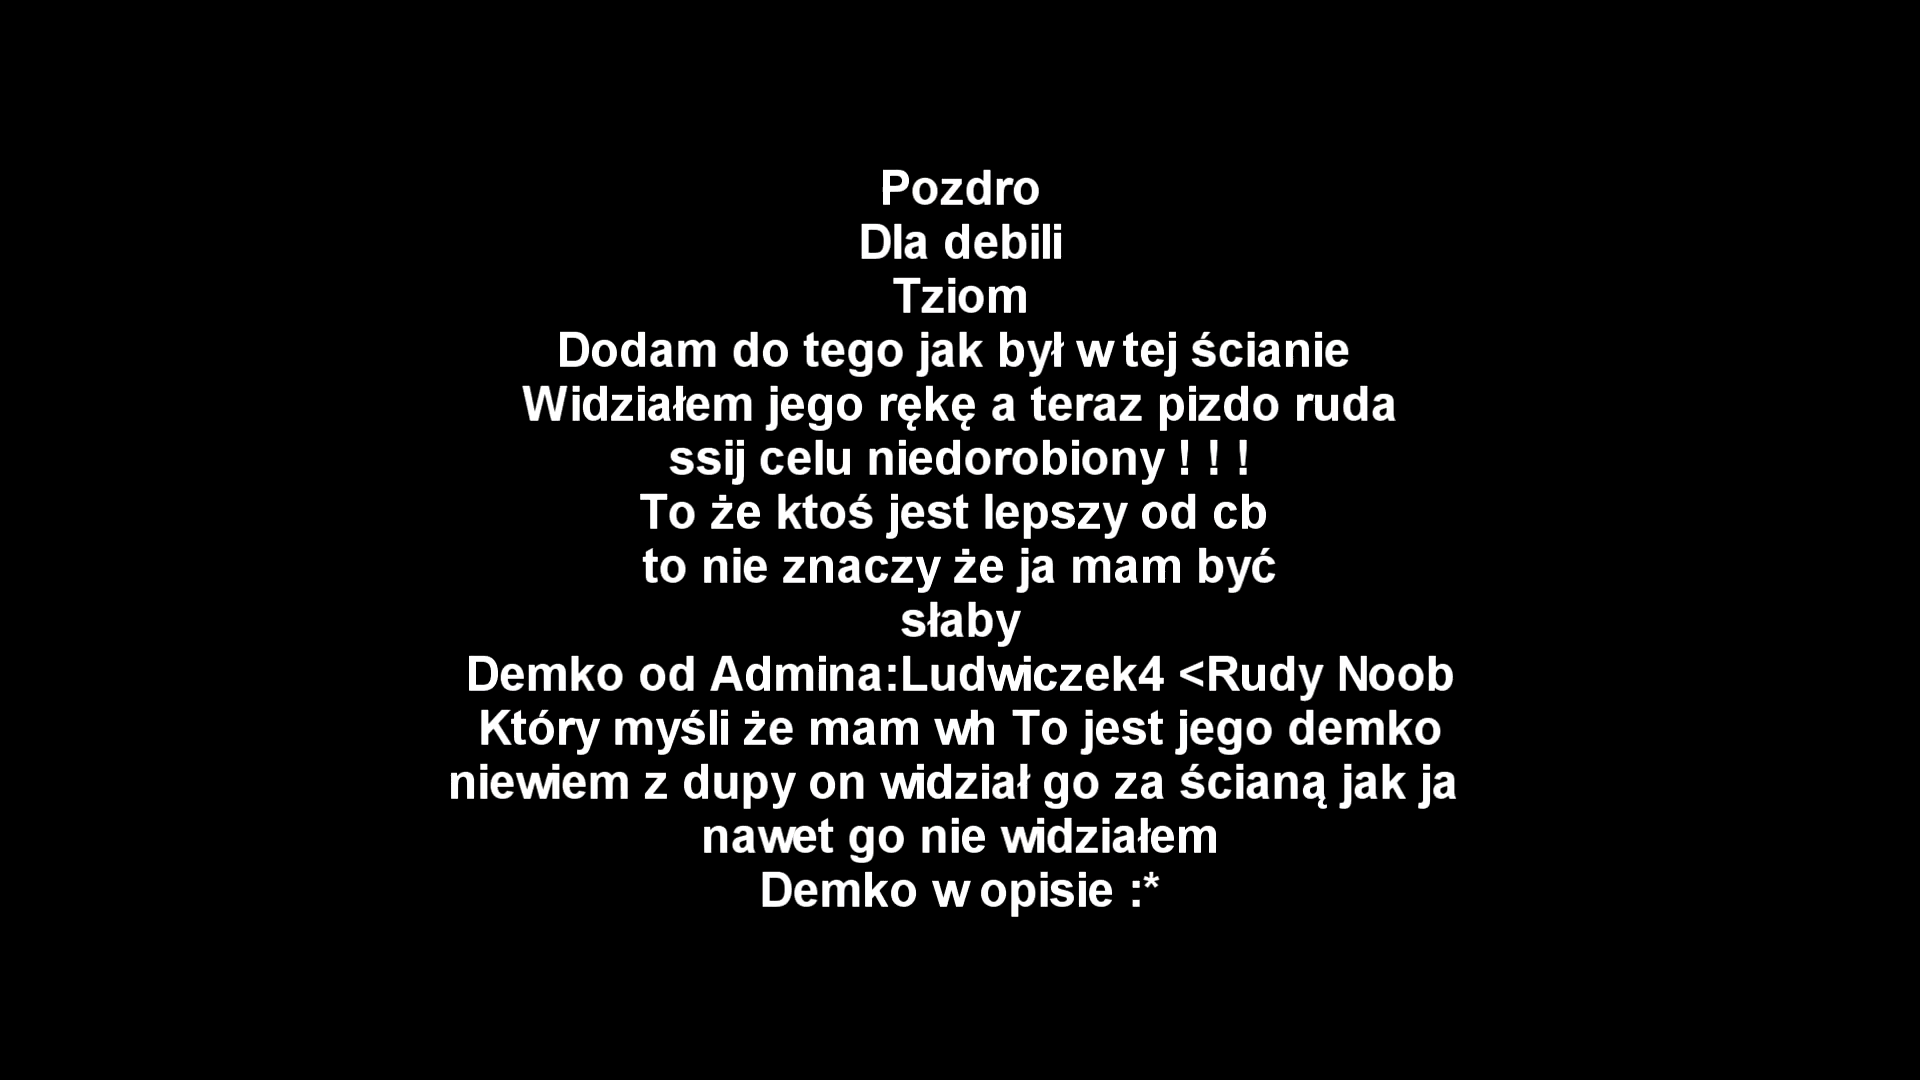 Pozdro
Dla debili
Tziom
Dodam do tego jak był w tej ścianie
Widziałem jego rękę a teraz pizdo ruda
ssij celu niedorobiony ! ! !
To że ktoś jest lepszy od cb
to nie znaczy że ja mam być
słaby
Demko od Admina:Ludwiczek4 <Rudy Noob
Który myśli że mam wh To jest jego demko
niewiem z dupy on widział go za ścianą jak ja
nawet go nie widziałem
Demko w opisie :*